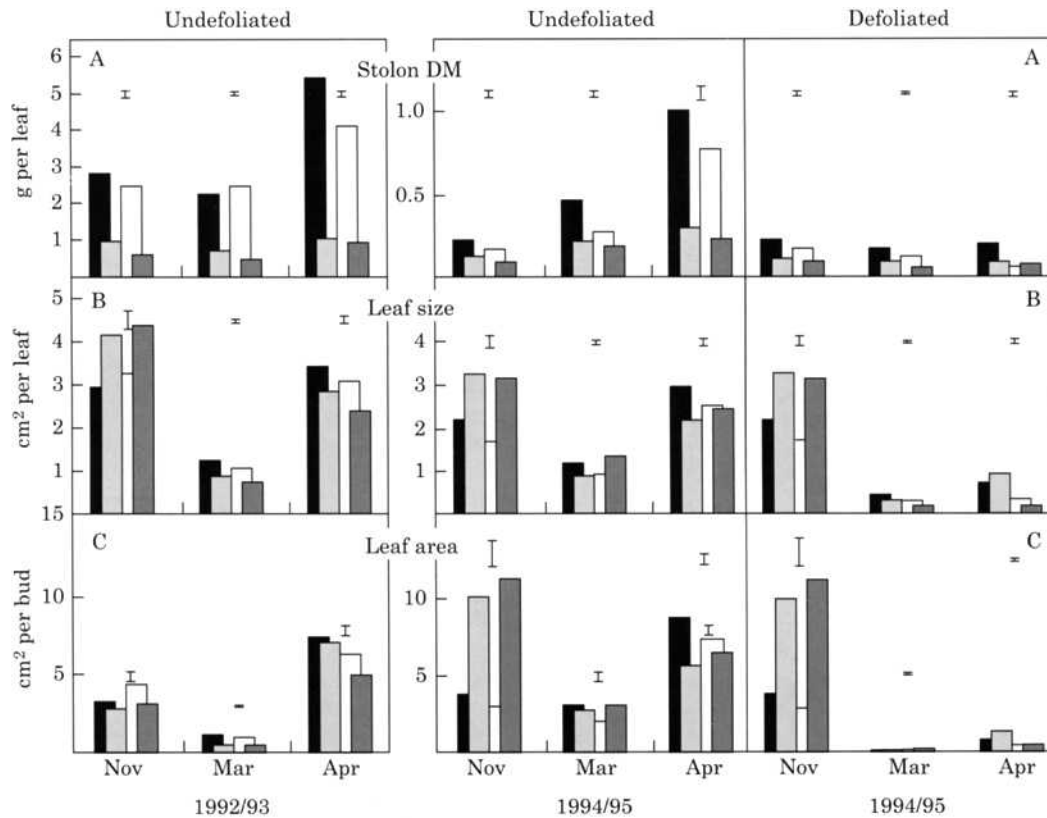 Undefoliated Undefoliated Defoliated
A Stolon DM A
g per leaf
6
5
4
3
2
1
1.0
0.5
B Leaf size B
cm² per leaf
5
4
3
2
1
4
3
2
1
15
C Leaf area C
cm² per bud
10
5
10
5
Nov Mar Apr Nov Mar Apr Nov Mar Apr
1992/93 1994/95 1994/95